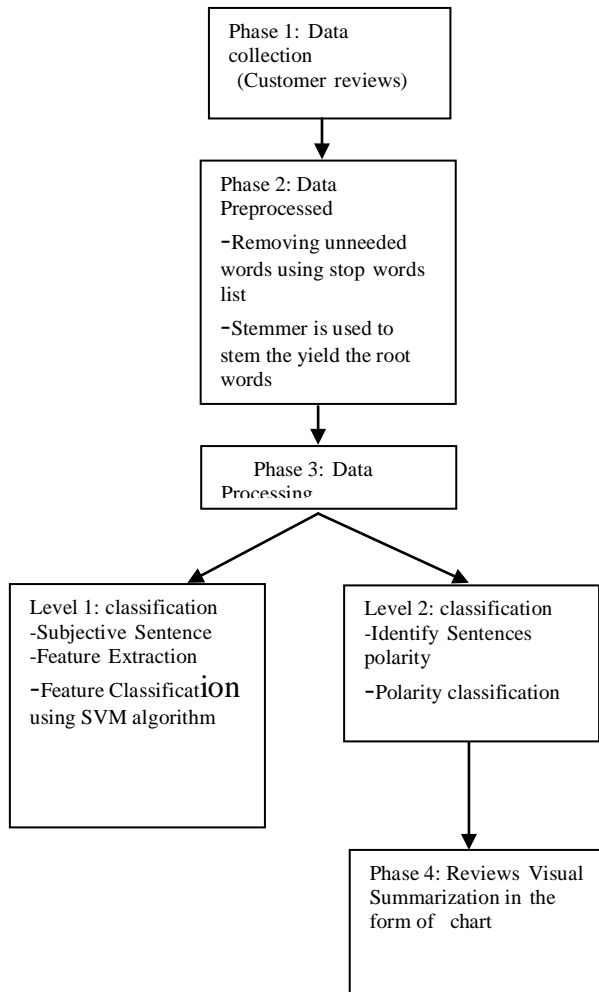 Phase 1: Data
collection
(Customer reviews)
Phase 2: Data
Preprocessed
-Removing unneeded
words using stop words
list
-Stemmer is used to
stem the yield the root
words
Phase 3: Data
Processing
Level 1: classification
-Subjective Sentence
-Feature Extraction
-Feature Classification
using SVM algorithm
Level 2: classification
-Identify Sentences
polarity
-Polarity classification
Phase 4: Reviews Visual
Summarization in the
form of chart